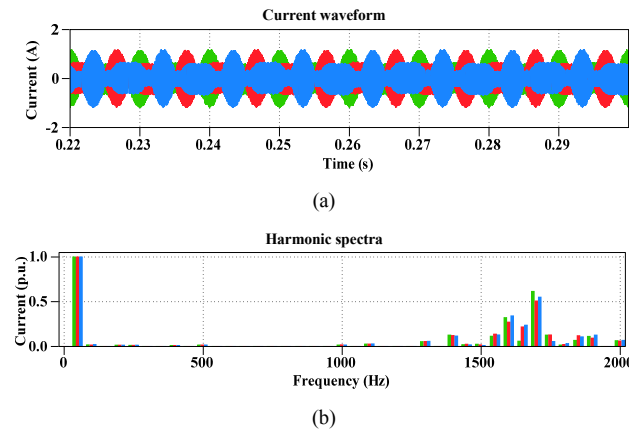 Current waveform
Current (A)
2
0
-2
0.22 0.23 0.24 0.25 0.26 0.27 0.28 0.29
Time (s)
(a)
Harmonic spectra
Current (p.u.)
1.0
0.5
0.0
0 500 1000 1500 2000
Frequency (Hz)
(b)